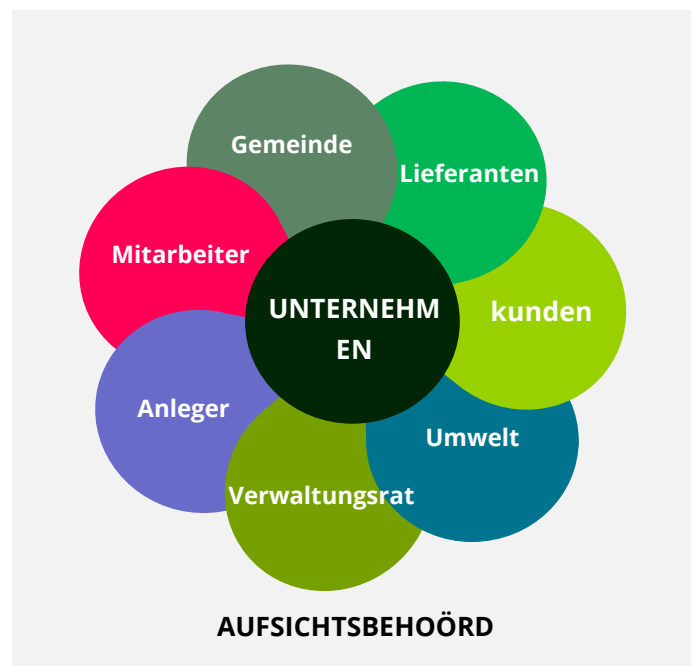 Gemeinde
Lieferanten
Mitarbeiter
UNTERNEHM
EN
kunden
Anleger
Umwelt
Verwaltungsrat
AUFSICHTSBEHOÖRD